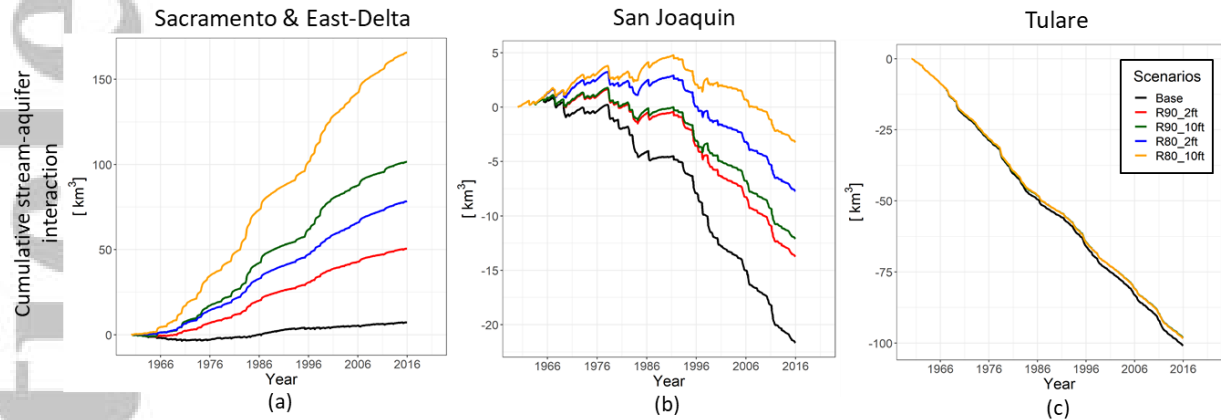 Sacramento & East-Delta
San Joaquin
Tulare
Cumulative stream-aquifer
interaction
[ km³]
150
100
50
0
1966 1976 1986 1996 2006 2016
Year
(a)
[ km³]
5
0
-5
-10
-15
-20
1966 1976 1986 1996 2006 2016
Year
(b)
[ km³]
0
-25
-50
-75
-100
1966 1976 1986 1996 2006 2016
Year
(c)
Scenarios
Base
R90_2ft
R90_10ft
R80_2ft
R80_10ft